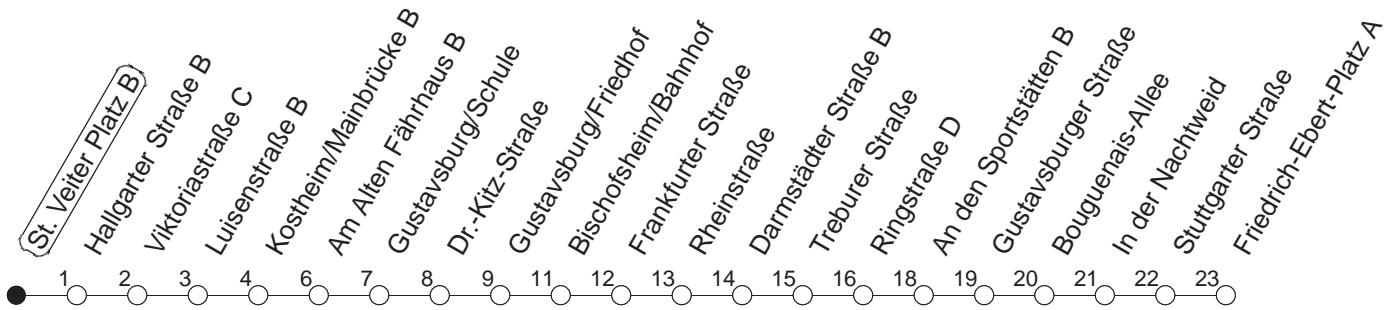 St. Veiter Platz B
Hallgarter Straße B
Viktoriastraße C
Luisenstraße B
Kostheim/Mainbrücke B
Am Alten Fährhaus B
Gustavsburg/Schule
Dr.-Kitz-Straße
Gustavsburg/Friedhof
Bischofsheim/Bahnhof
Frankfurter Straße
Rheinstraße
Darmstädter Straße B
Treburer Straße
Ringstraße D
An den Sportstätten B
Gustavsburger Straße
Bouguenais-Allee
In der Nachtweid
Stuttgarter Straße
Friedrich-Ebert-Platz A
1 2 3 4 6 7 8 9 11 12 13 14 15 16 18 19 20 21 22 23